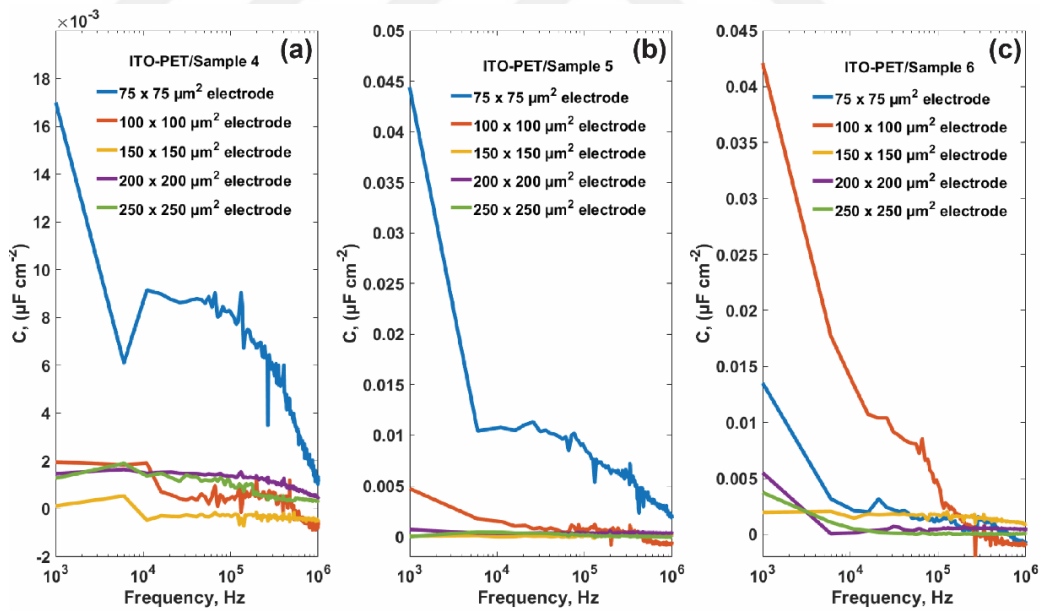 ×10⁻³
(a)
ITO-PET/Sample 4
75 x 75 µm² electrode
100 x 100 µm² electrode
150 x 150 µm² electrode
200 x 200 µm² electrode
250 x 250 µm² electrode
C, (µF cm⁻²)
18
16
14
12
10
8
6
4
2
0
-2
10³
10⁴
10⁵
10⁶
Frequency, Hz
(b)
ITO-PET/Sample 5
75 x 75 µm² electrode
100 x 100 µm² electrode
150 x 150 µm² electrode
200 x 200 µm² electrode
250 x 250 µm² electrode
C, (µF cm⁻²)
0.05
0.045
0.04
0.035
0.03
0.025
0.02
0.015
0.01
0.005
0
10³
10⁴
10⁵
10⁶
Frequency, Hz
(c)
ITO-PET/Sample 6
75 x 75 µm² electrode
100 x 100 µm² electrode
150 x 150 µm² electrode
200 x 200 µm² electrode
250 x 250 µm² electrode
C, (µF cm⁻²)
0.045
0.04
0.035
0.03
0.025
0.02
0.015
0.01
0.005
0
10³
10⁴
10⁵
10⁶
Frequency, Hz